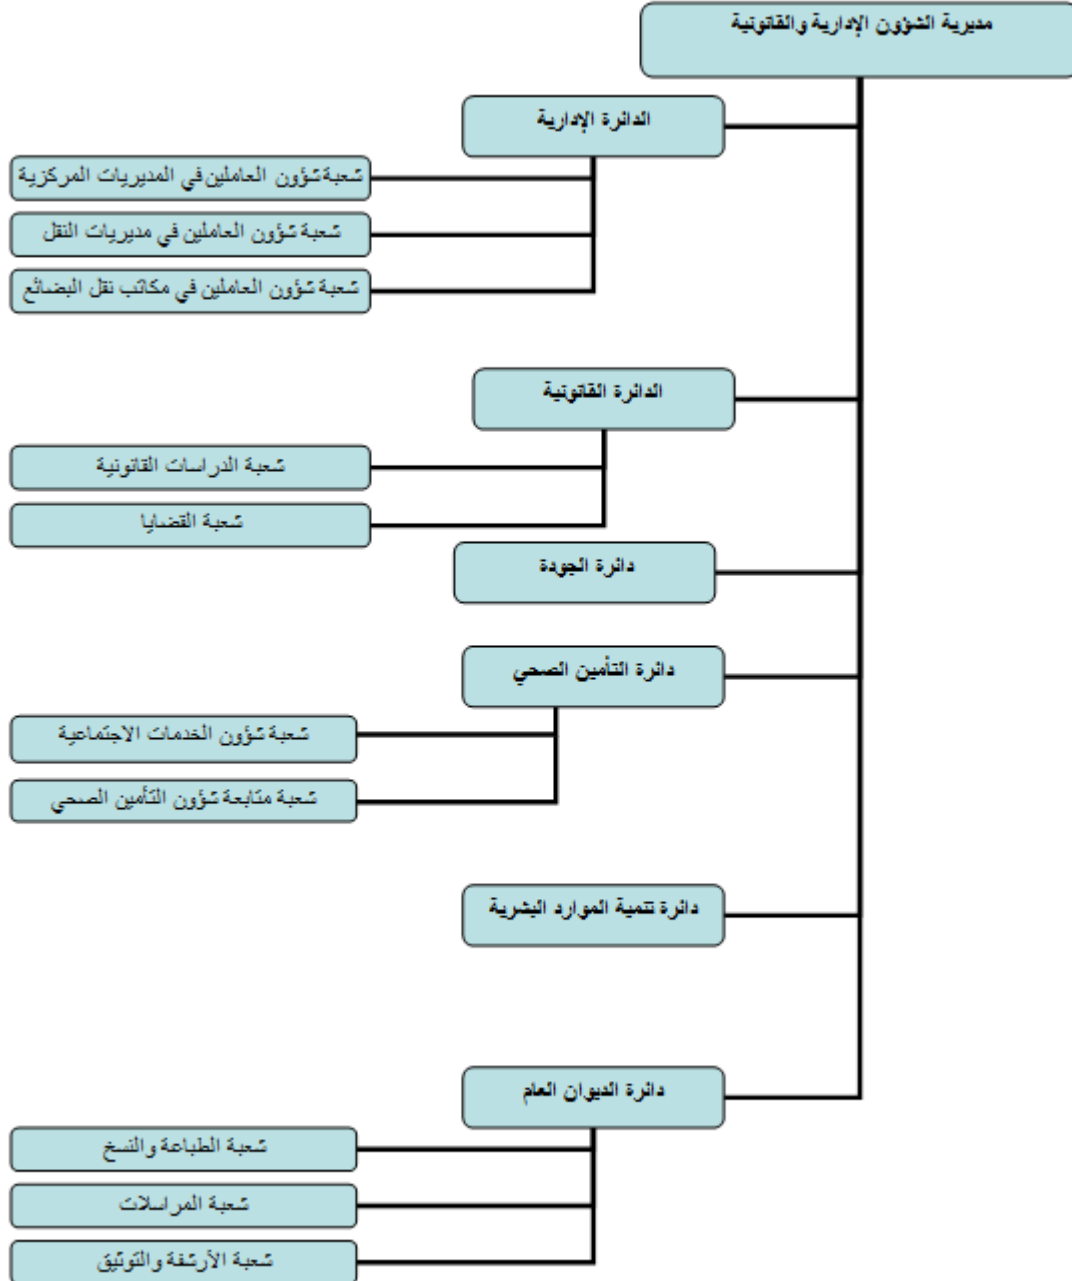 مديرية الشؤون الإدارية والقانونية
الدائرة الإدارية
شعبة شؤون العاملين في المديريات المركزية
شعبة شؤون العاملين في مديريات النقل
شعبة شؤون العاملين في مكاتب نقل البضائع
الدائرة القانونية
شعبة الدراسات القانونية
شعبة القضايا
دائرة الجودة
دائرة التأمين الصحي
شعبة شؤون الخدمات الاجتماعية
شعبة متابعة شؤون التأمين الصحي
دائرة تنمية الموارد البشرية
دائرة الديوان العام
شعبة الطباعة والنسخ
شعبة المراسلات
شعبة الأرشفة والتوثيق